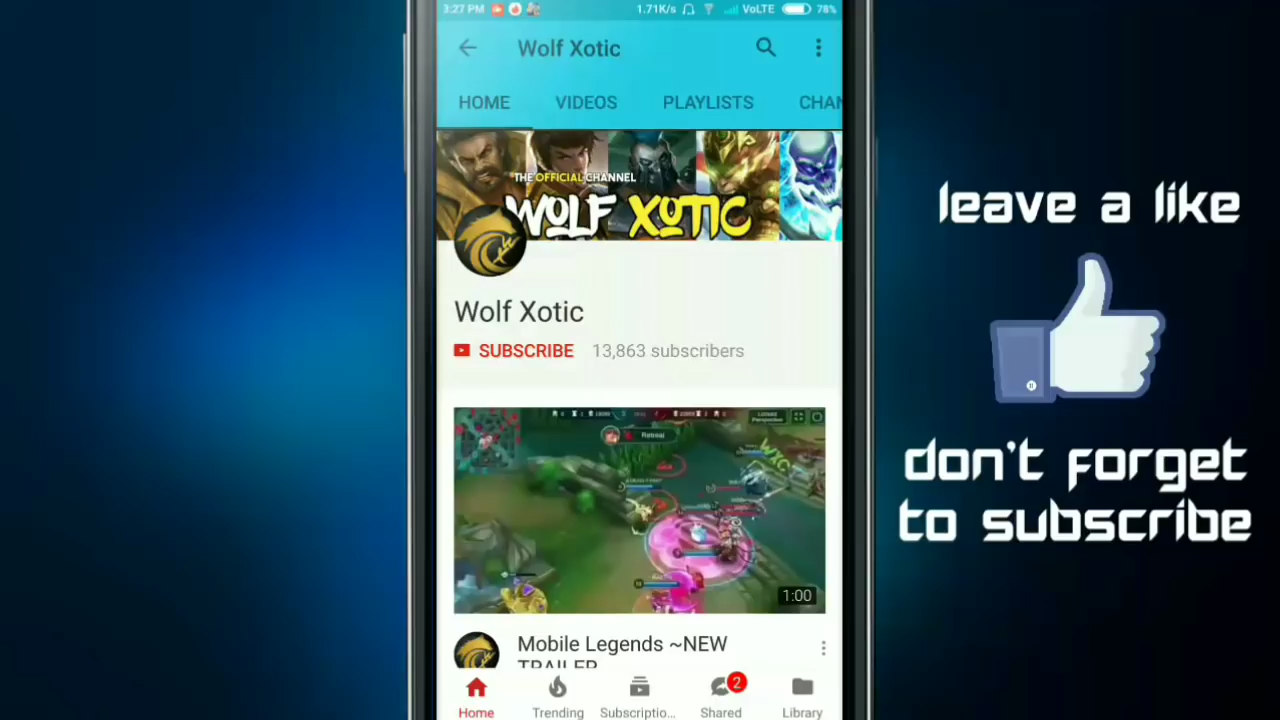 3:27 PM
1.71K/s
VoLTE
78%
Wolf Xotic
HOME
VIDEOS
PLAYLISTS
CHAN
THE OFFICIAL CHANNEL
WOLF XOTIC
Wolf Xotic
SUBSCRIBE
13,863 subscribers
Retreat
1:00
Mobile Legends ~NEW
TRAILER
Home
Trending
Subscriptio...
Shared
2
Library
leave a like
don't forget
to subscribe